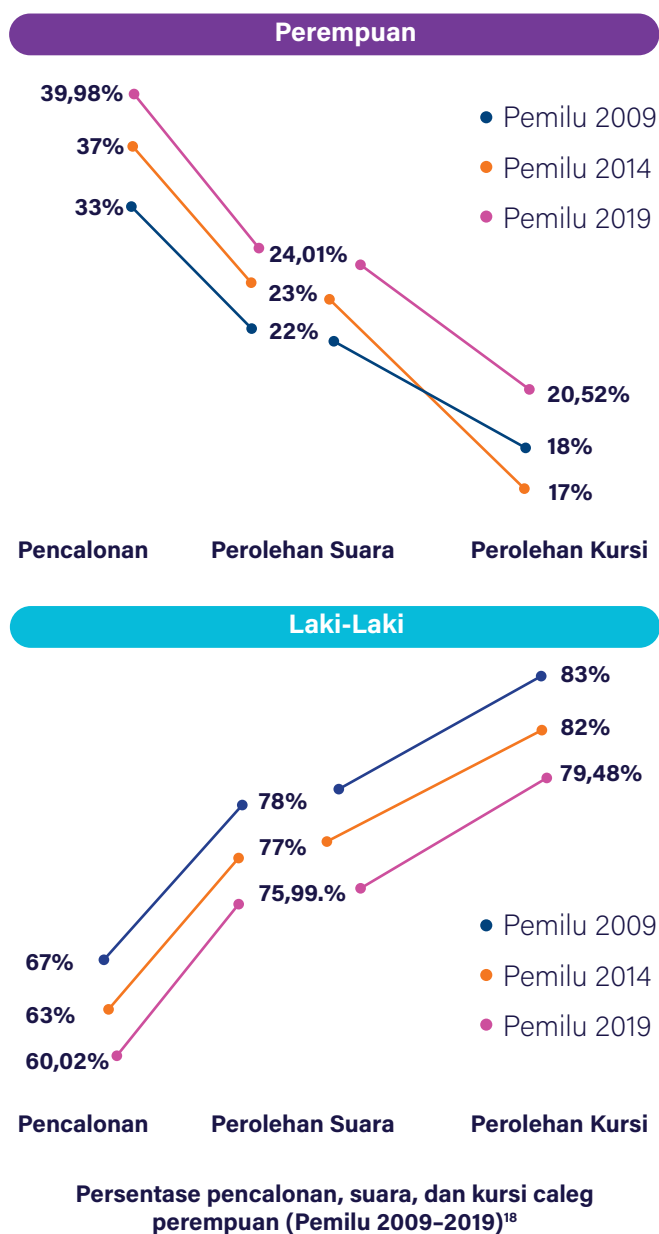 Perempuan
39,98%
37%
33%
24,01%
23%
22%
20,52%
18%
17%
Pemilu 2009
Pemilu 2014
Pemilu 2019
Pencalonan Perolehan Suara Perolehan Kursi
Laki-Laki
67%
63%
60,02%
78%
77%
75,99.%
83%
82%
79,48%
Pemilu 2009
Pemilu 2014
Pemilu 2019
Pencalonan Perolehan Suara Perolehan Kursi
Persentase pencalonan, suara, dan kursi caleg
perempuan (Pemilu 2009–2019)¹⁸